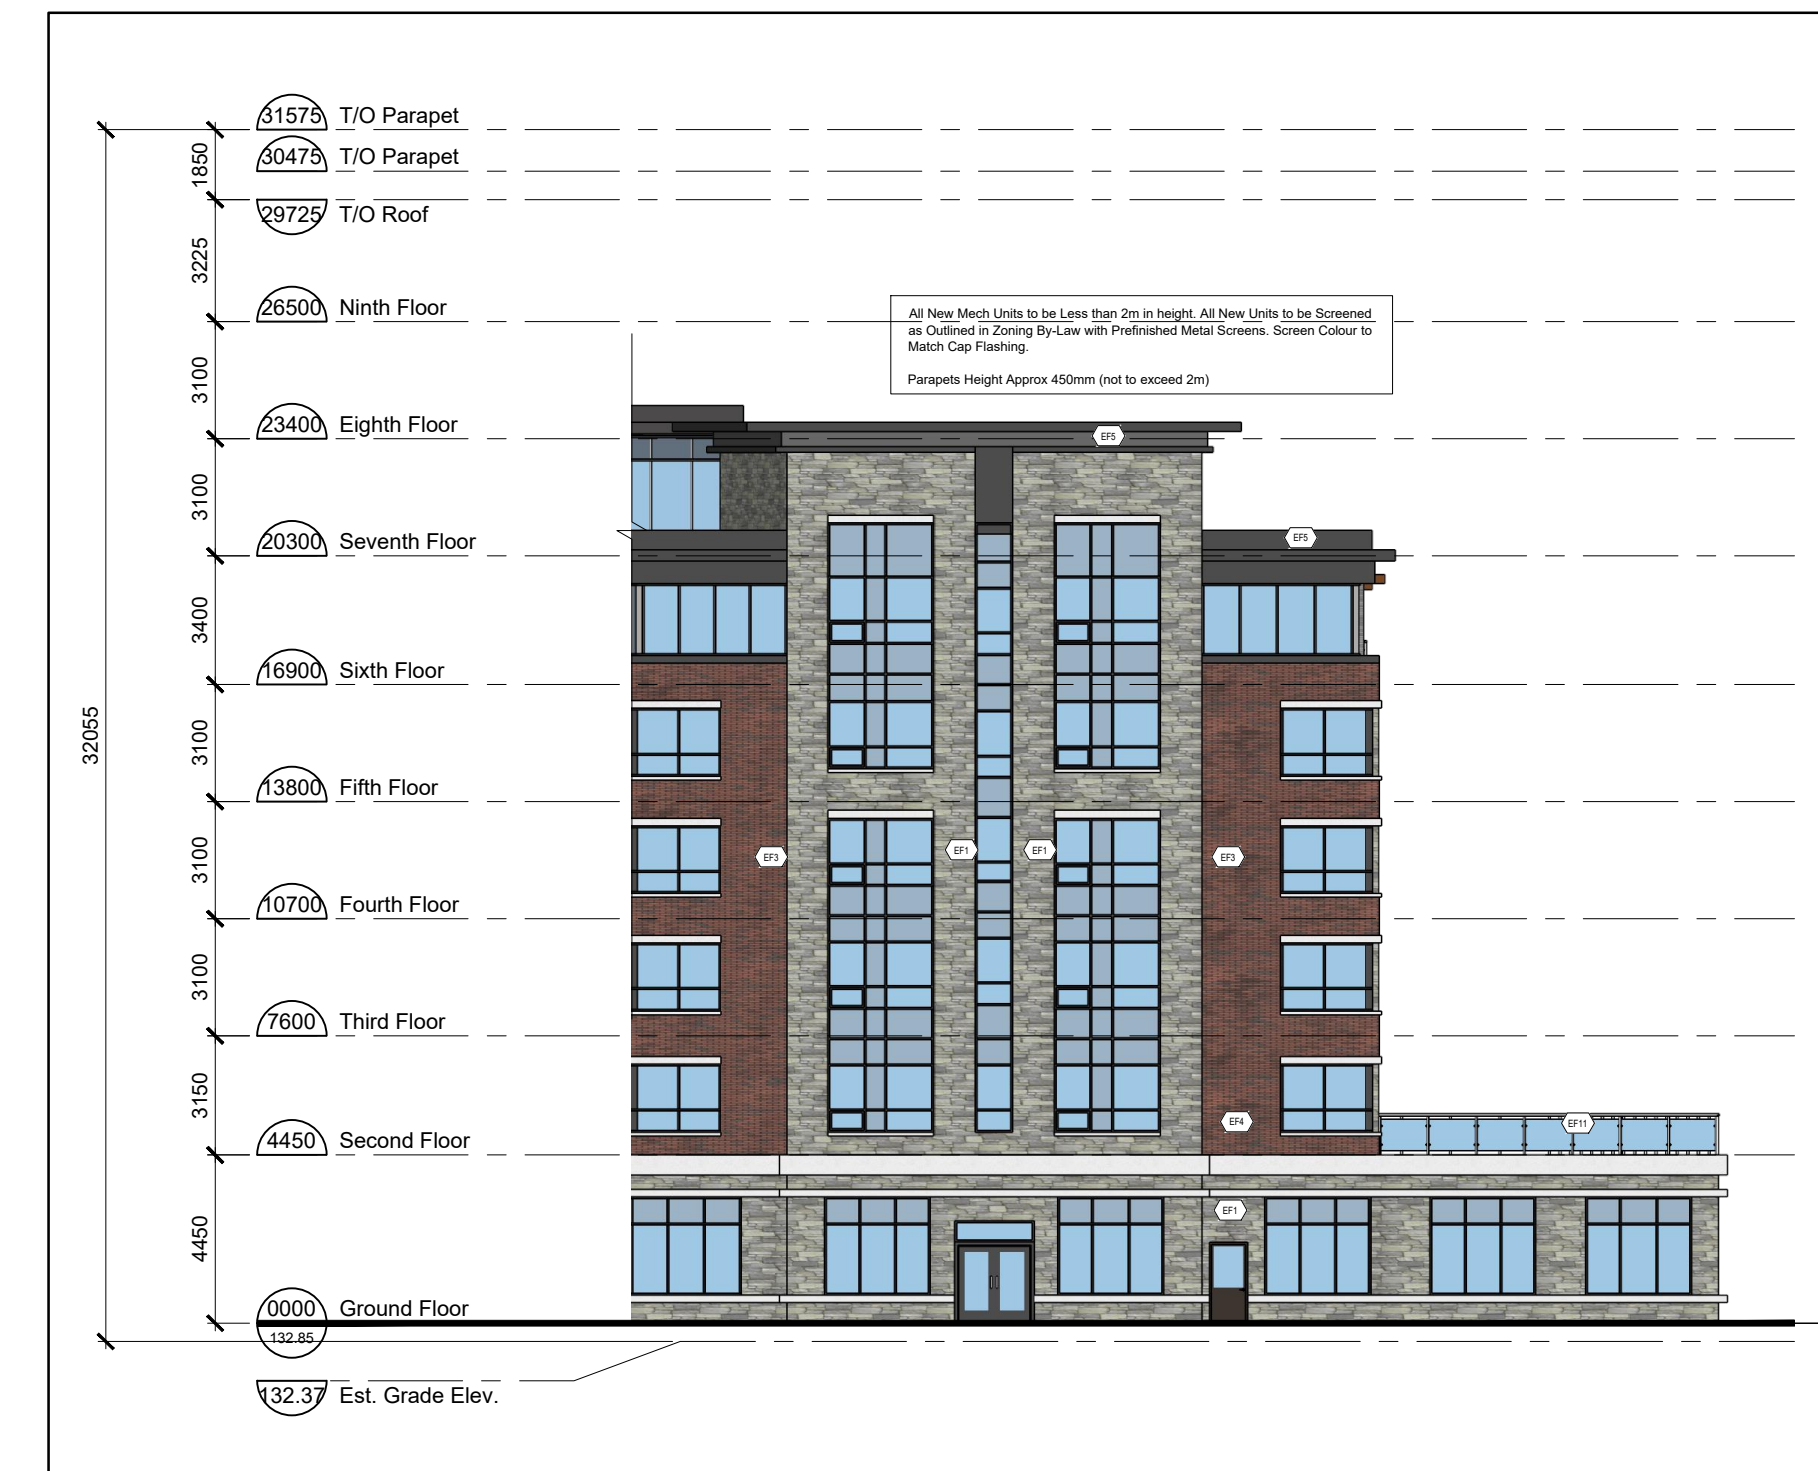 31575 T/O Parapet
30475 T/O Parapet
1850
29725 T/O Roof
3225
26500 Ninth Floor
All New Mech Units to be Less than 2m in height. All New Units to be Screened
as Outlined in Zoning By-Law with Prefinished Metal Screens. Screen Colour to
Match Cap Flashing.
Parapets Height Approx 450mm (not to exceed 2m)
3100
23400 Eighth Floor
EF5
3100
20300 Seventh Floor
EF5
3400
16900 Sixth Floor
32055
3100
13800 Fifth Floor
3100
EF3
EF1
EF1
EF3
10700 Fourth Floor
3100
7600 Third Floor
3150
EF4
EF11
4450 Second Floor
EF1
4450
0000 Ground Floor
132.85
132.37 Est. Grade Elev.